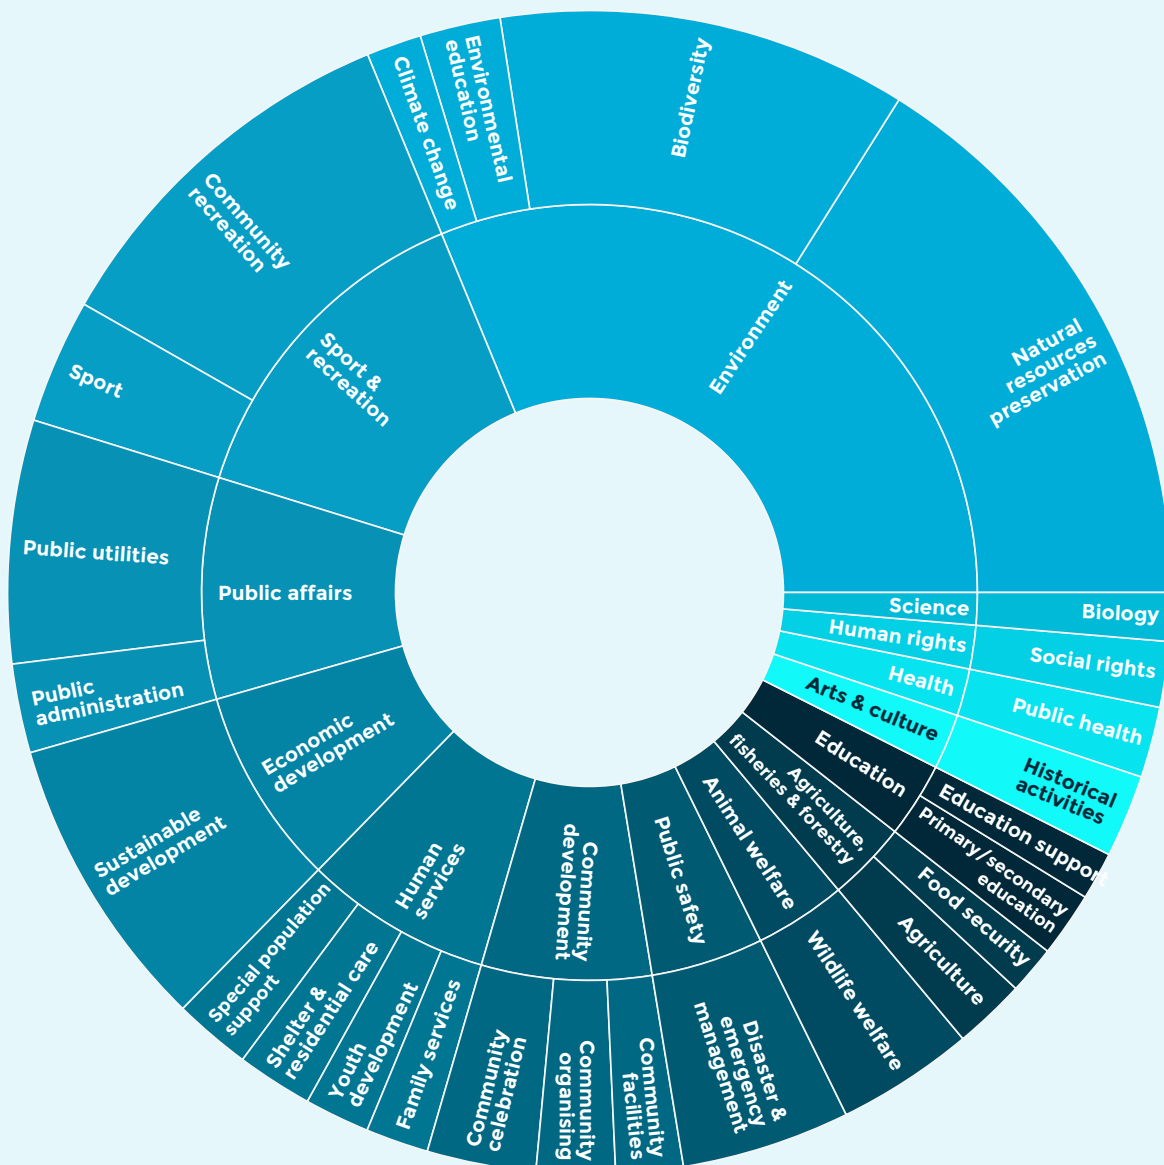 Environment
Natural
resources
preservation
Biodiversity
Environmental
education
Climate change
Sport &
recreation
Community
recreation
Sport
Public affairs
Public utilities
Public
administration
Economic
development
Sustainable
development
Human
services
Special population
support
Shelter &
residential care
Youth
development
Family services
Community
development
Community
celebration
Community
organising
Community
facilities
Public safety
Disaster &
emergency
management
Animal welfare
Wildlife welfare
Agriculture,
fisheries & forestry
Agriculture
Food security
Education
Primary/secondary
education
Education support
Arts & culture
Historical
activities
Health
Public health
Human rights
Social rights
Science
Biology